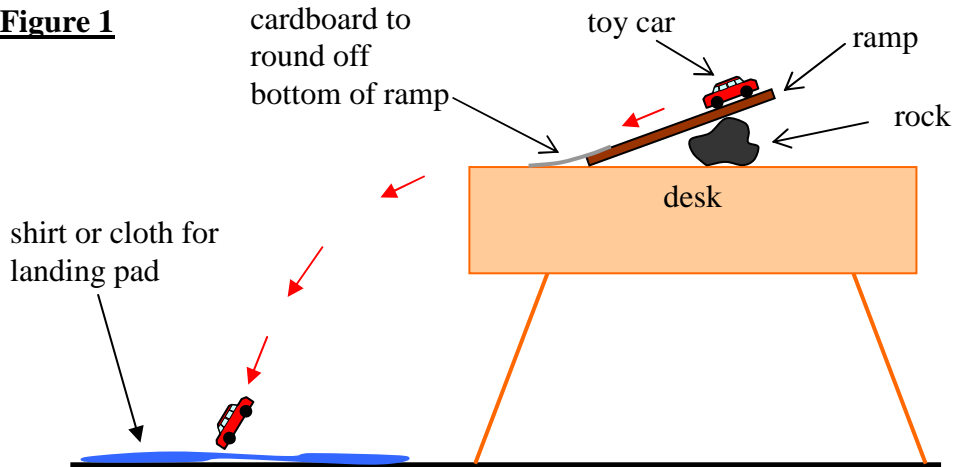 Figure 1
cardboard to
round off
bottom of ramp
toy car
ramp
rock
desk
shirt or cloth for
landing pad